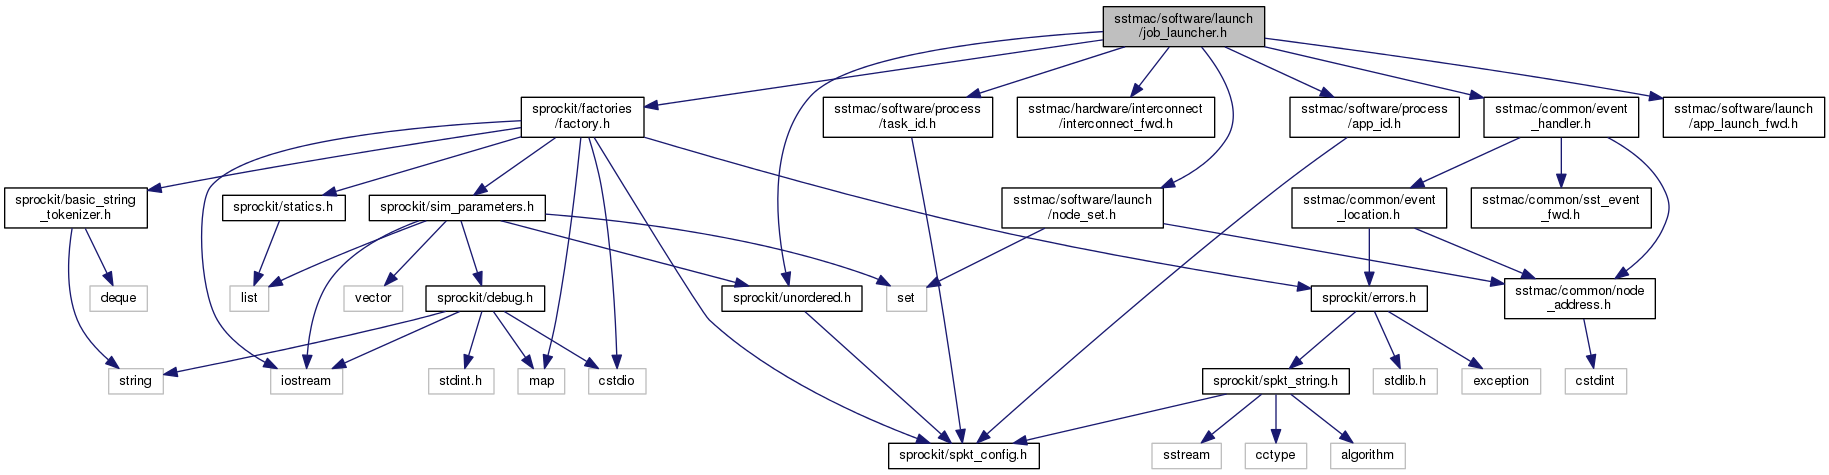 sstmac/software/launch
/job_launcher.h
sprockit/factories
/factory.h
sstmac/software/process
/task_id.h
sstmac/hardware/interconnect
/interconnect_fwd.h
sstmac/software/process
/app_id.h
sstmac/common/event
_handler.h
sstmac/software/launch
/app_launch_fwd.h
sprockit/basic_string
_tokenizer.h
sprockit/statics.h
sprockit/sim_parameters.h
sstmac/software/launch
/node_set.h
sstmac/common/event
_location.h
sstmac/common/sst_event
_fwd.h
deque
list
vector
sprockit/debug.h
sprockit/unordered.h
set
sprockit/errors.h
sstmac/common/node
_address.h
string
iostream
stdint.h
map
cstdio
sprockit/spkt_string.h
stdlib.h
exception
cstdint
sprockit/spkt_config.h
sstream
cctype
algorithm